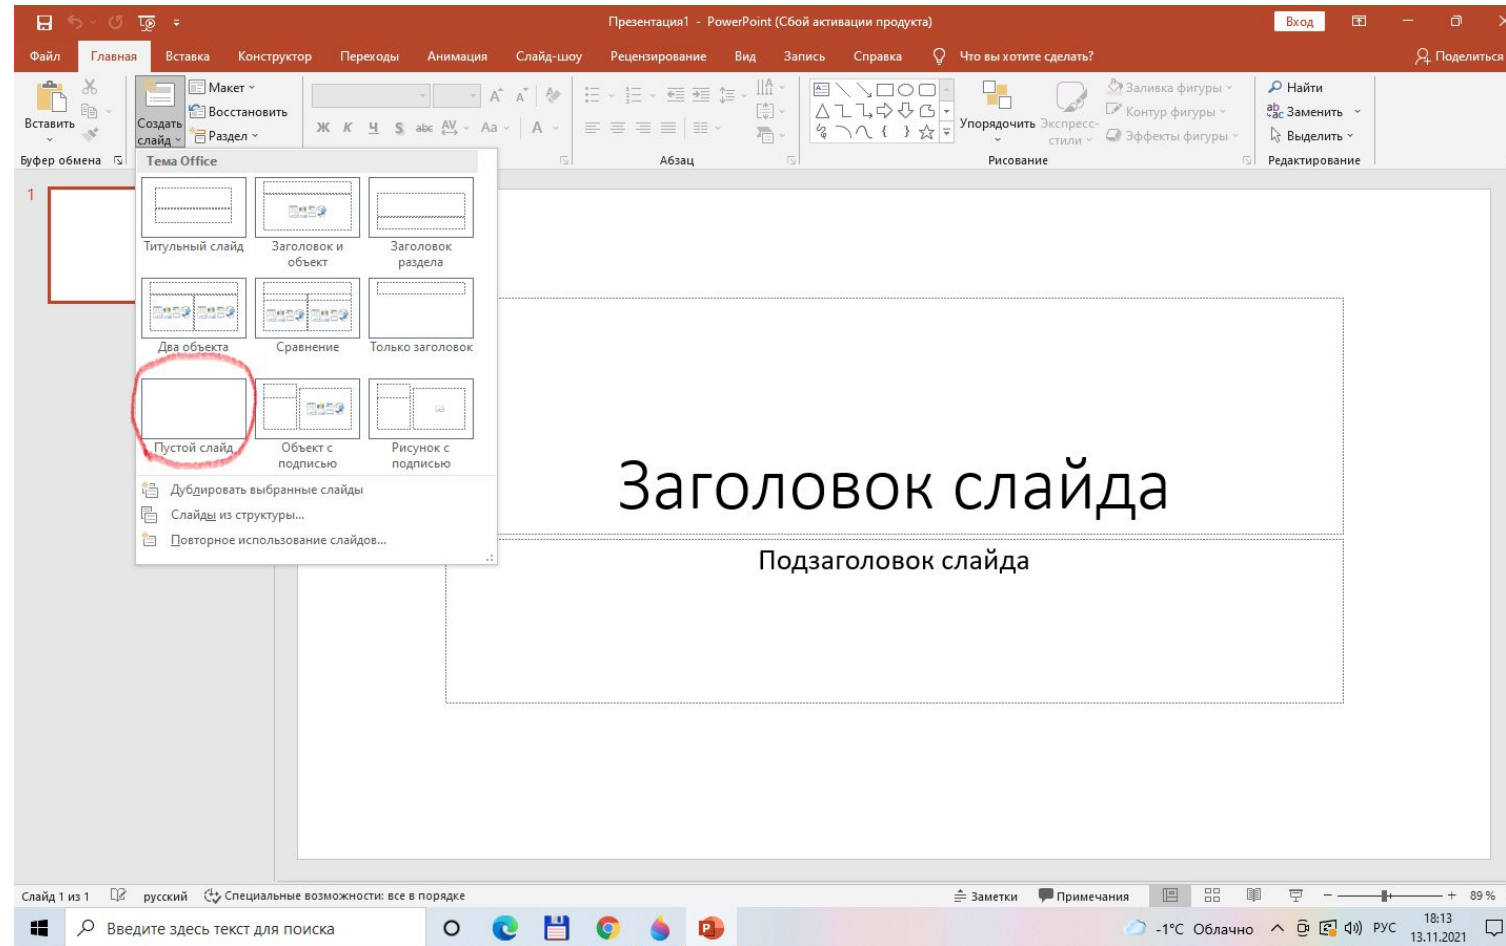 Презентация1 - PowerPoint (Сбой активации продукта)
Вход
Файл Главная Вставка Конструктор Переходы Анимация Слайд-шоу Рецензирование Вид Запись Справка Что вы хотите сделать? Поделиться
Вставить
Буфер обмена
Создать слайд
Макет
Восстановить
Раздел
Ж К Ч S abc AV Aa A
A A
Абзац
Упорядочить
Экспресс-стили
Заливка фигуры
Контур фигуры
Эффекты фигуры
Рисование
Найти
Заменить
Выделить
Редактирование
Тема Office
Титульный слайд
Заголовок и объект
Заголовок раздела
Два объекта
Сравнение
Только заголовок
Пустой слайд
Объект с подписью
Рисунок с подписью
Дублировать выбранные слайды
Слайды из структуры...
Повторное использование слайдов...
1
Заголовок слайда
Подзаголовок слайда
Слайд 1 из 1 русский Специальные возможности: все в порядке Заметки Примечания 89 %
Введите здесь текст для поиска
-1°C Облачно РУС 18:13
13.11.2021